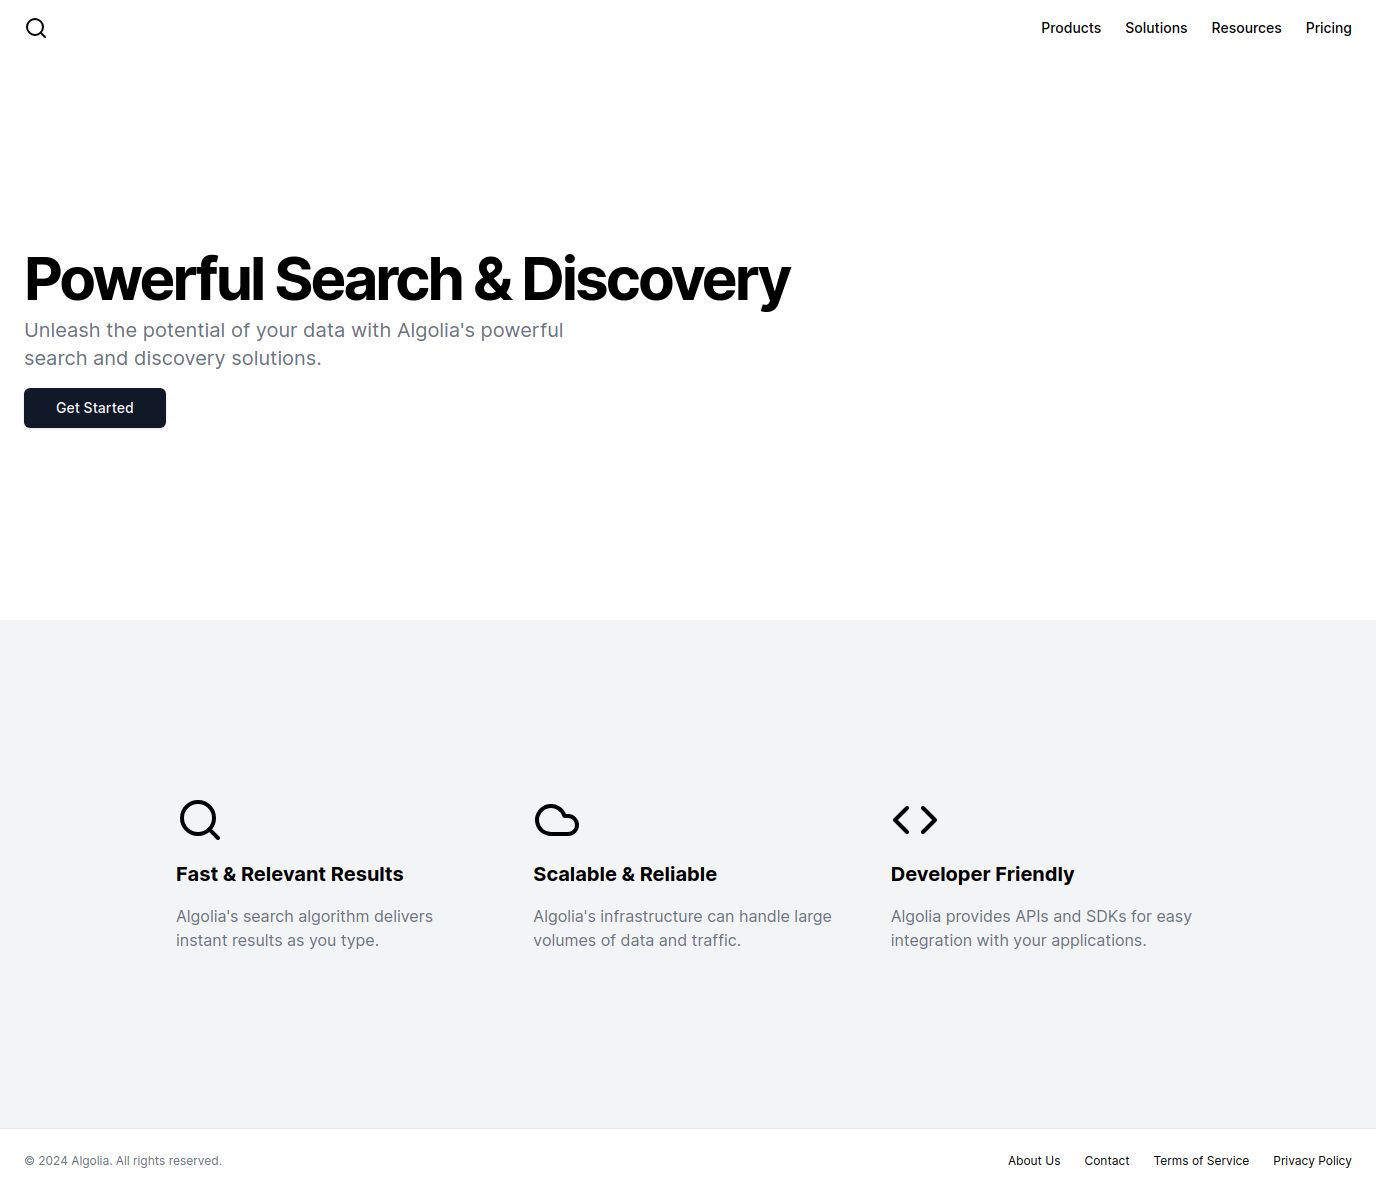 Products Solutions Resources Pricing
Powerful Search & Discovery
Unleash the potential of your data with Algolia's powerful
search and discovery solutions.
Get Started
Fast & Relevant Results
Algolia's search algorithm delivers
instant results as you type.
Scalable & Reliable
Algolia's infrastructure can handle large
volumes of data and traffic.
Developer Friendly
Algolia provides APIs and SDKs for easy
integration with your applications.
© 2024 Algolia. All rights reserved.
About Us Contact Terms of Service Privacy Policy